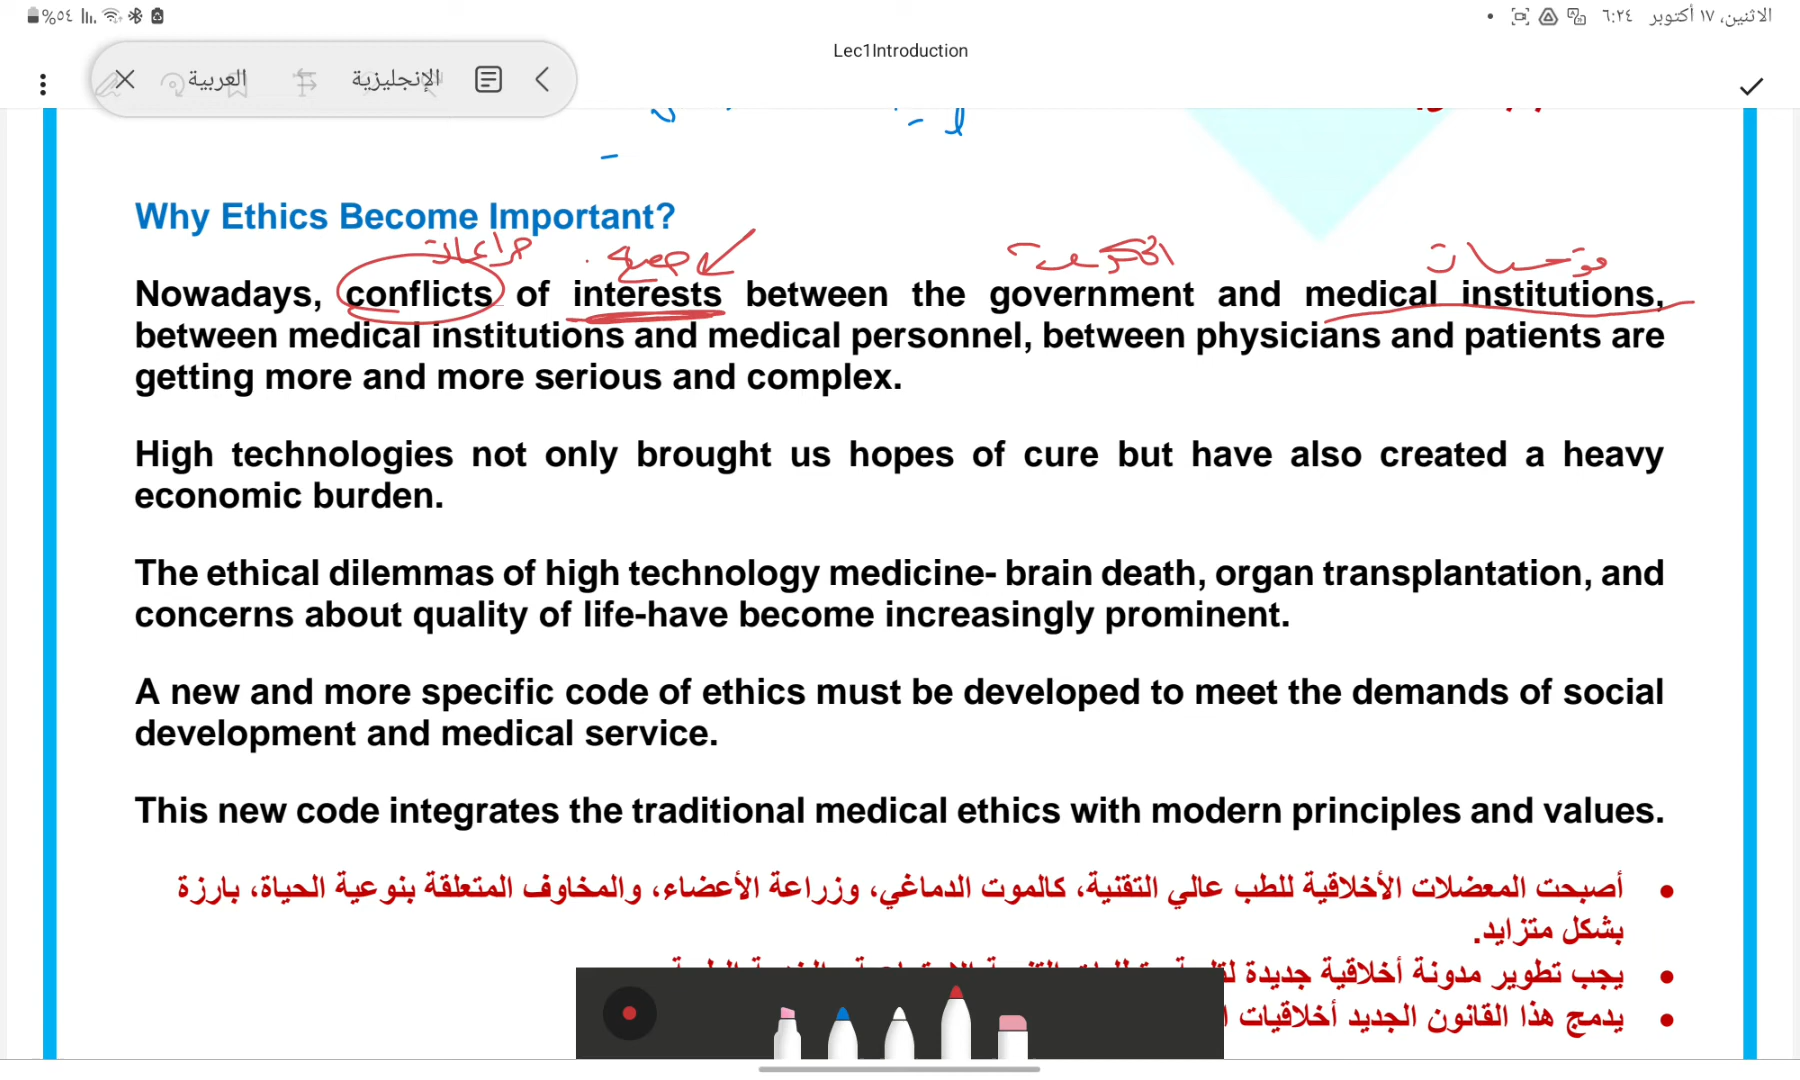 الاثنين، ١٧ أكتوبر ٦:٢٤
%٥٤
Lec1Introduction
العربية
الإنجليزية
Why Ethics Become Important?
Nowadays, conflicts of interests between the government and medical institutions,
between medical institutions and medical personnel, between physicians and patients are
getting more and more serious and complex.
High technologies not only brought us hopes of cure but have also created a heavy
economic burden.
The ethical dilemmas of high technology medicine- brain death, organ transplantation, and
concerns about quality of life-have become increasingly prominent.
A new and more specific code of ethics must be developed to meet the demands of social
development and medical service.
This new code integrates the traditional medical ethics with modern principles and values.
• أصبحت المعضلات الأخلاقية للطب عالي التقنية، كالموت الدماغي، وزراعة الأعضاء، والمخاوف المتعلقة بنوعية الحياة، بارزة
بشكل متزايد.
• يجب تطوير مدونة أخلاقية جديدة
• يدمج هذا القانون الجديد أخلاقيات